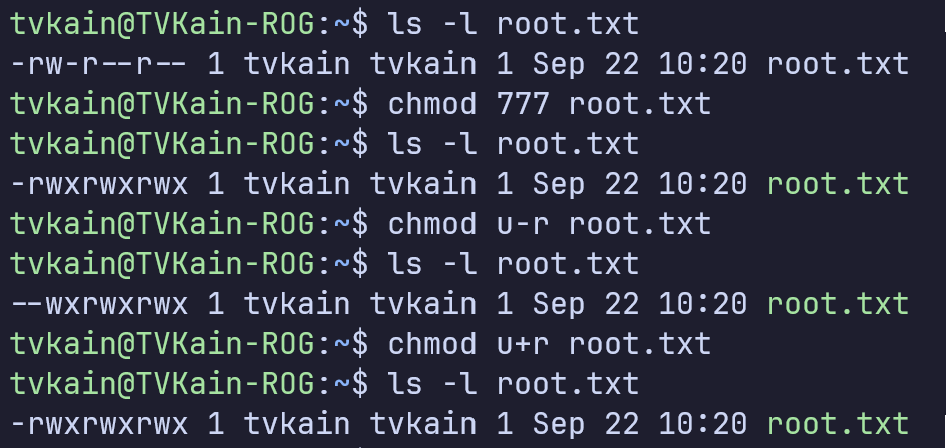 tvkain@TVKain-ROG:~$ ls -l root.txt
-rw-r--r-- 1 tvkain tvkain 1 Sep 22 10:20 root.txt
tvkain@TVKain-ROG:~$ chmod 777 root.txt
tvkain@TVKain-ROG:~$ ls -l root.txt
-rwxrwxrwx 1 tvkain tvkain 1 Sep 22 10:20 root.txt
tvkain@TVKain-ROG:~$ chmod u-r root.txt
tvkain@TVKain-ROG:~$ ls -l root.txt
--wxrwxrwx 1 tvkain tvkain 1 Sep 22 10:20 root.txt
tvkain@TVKain-ROG:~$ chmod u+r root.txt
tvkain@TVKain-ROG:~$ ls -l root.txt
-rwxrwxrwx 1 tvkain tvkain 1 Sep 22 10:20 root.txt